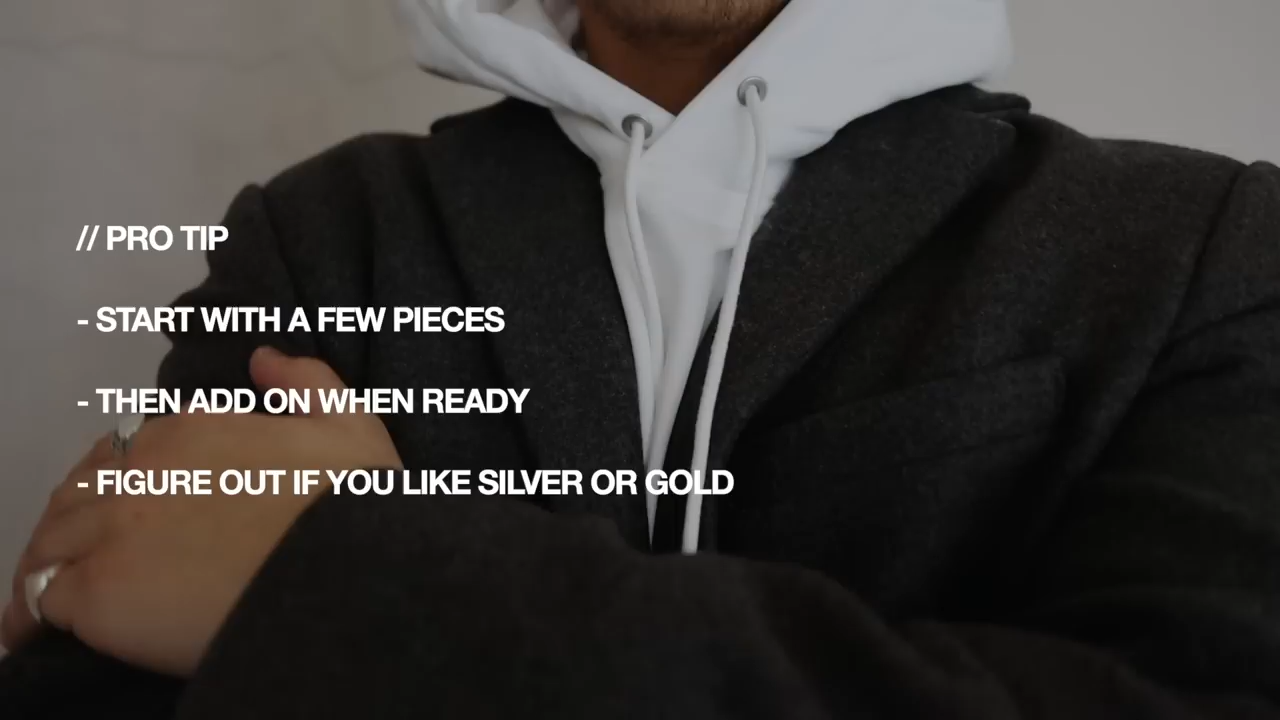 // PRO TIP
- START WITH A FEW PIECES
- THEN ADD ON WHEN READY
- FIGURE OUT IF YOU LIKE SILVER OR GOLD